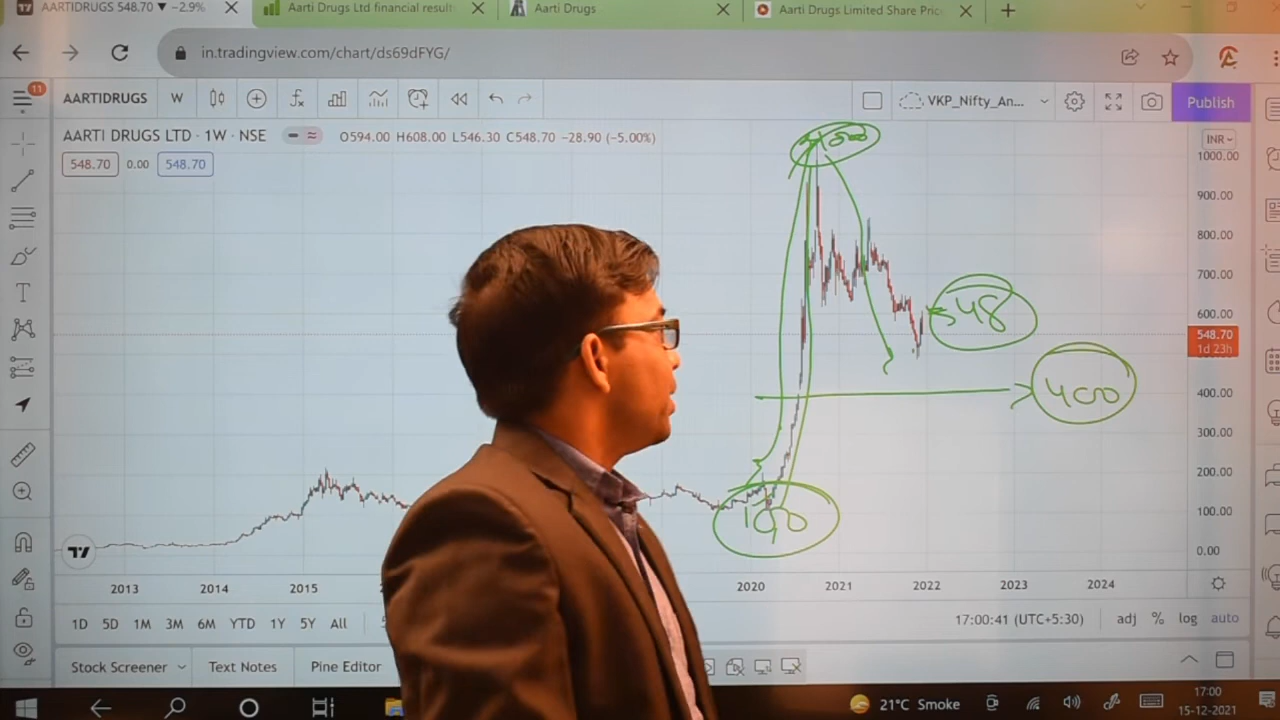 AARTIDRUGS 548.70 ▼ −2.9%
Aarti Drugs Ltd financial result
Aarti Drugs
Aarti Drugs Limited Share Pric
in.tradingview.com/chart/ds69dFYG/
11
AARTIDRUGS
W
VKP_Nifty_An...
Publish
AARTI DRUGS LTD · 1W · NSE
O594.00 H608.00 L546.30 C548.70 −28.90 (−5.00%)
INR
548.70 0.00 548.70
1000.00
900.00
800.00
700.00
600.00
548.70
1d 23h
400.00
300.00
200.00
100.00
0.00
548
400
100
2013 2014 2015 2020 2021 2022 2023 2024
1D 5D 1M 3M 6M YTD 1Y 5Y All
17:00:41 (UTC+5:30)
adj % log auto
Stock Screener Text Notes Pine Editor
21°C Smoke
17:00
15-12-2021